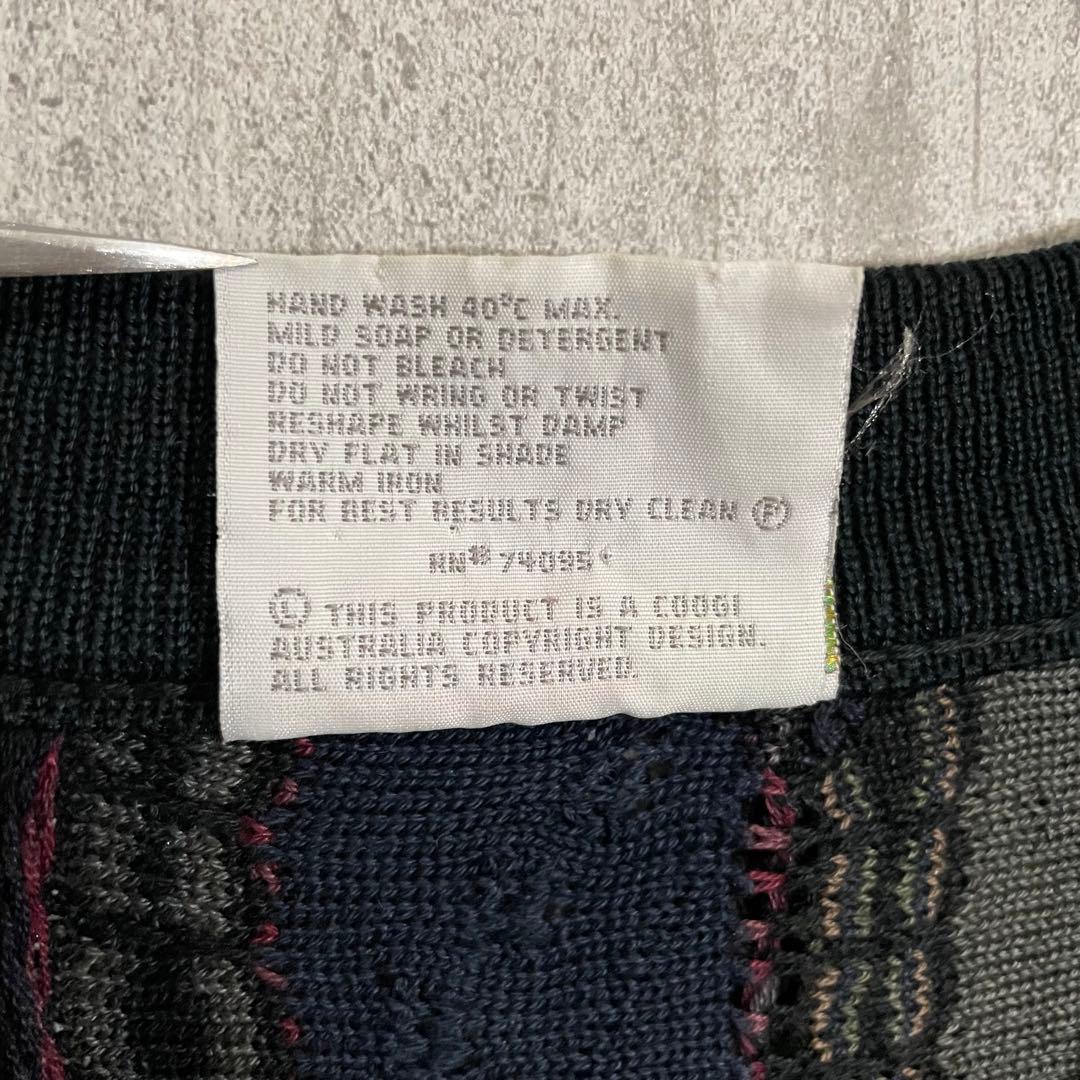 HAND WASH 40°C MAX.
MILD SOAP OR DETERGENT
DO NOT BLEACH
DO NOT WRING OR TWIST
RESHAPE WHILST DAMP
DRY FLAT IN SHADE
WARM IRON
FOR BEST RESULTS DRY CLEAN Ⓟ
RN# 74095
© THIS PRODUCT IS A COOGI
AUSTRALIA COPYRIGHT DESIGN.
ALL RIGHTS RESERVED.